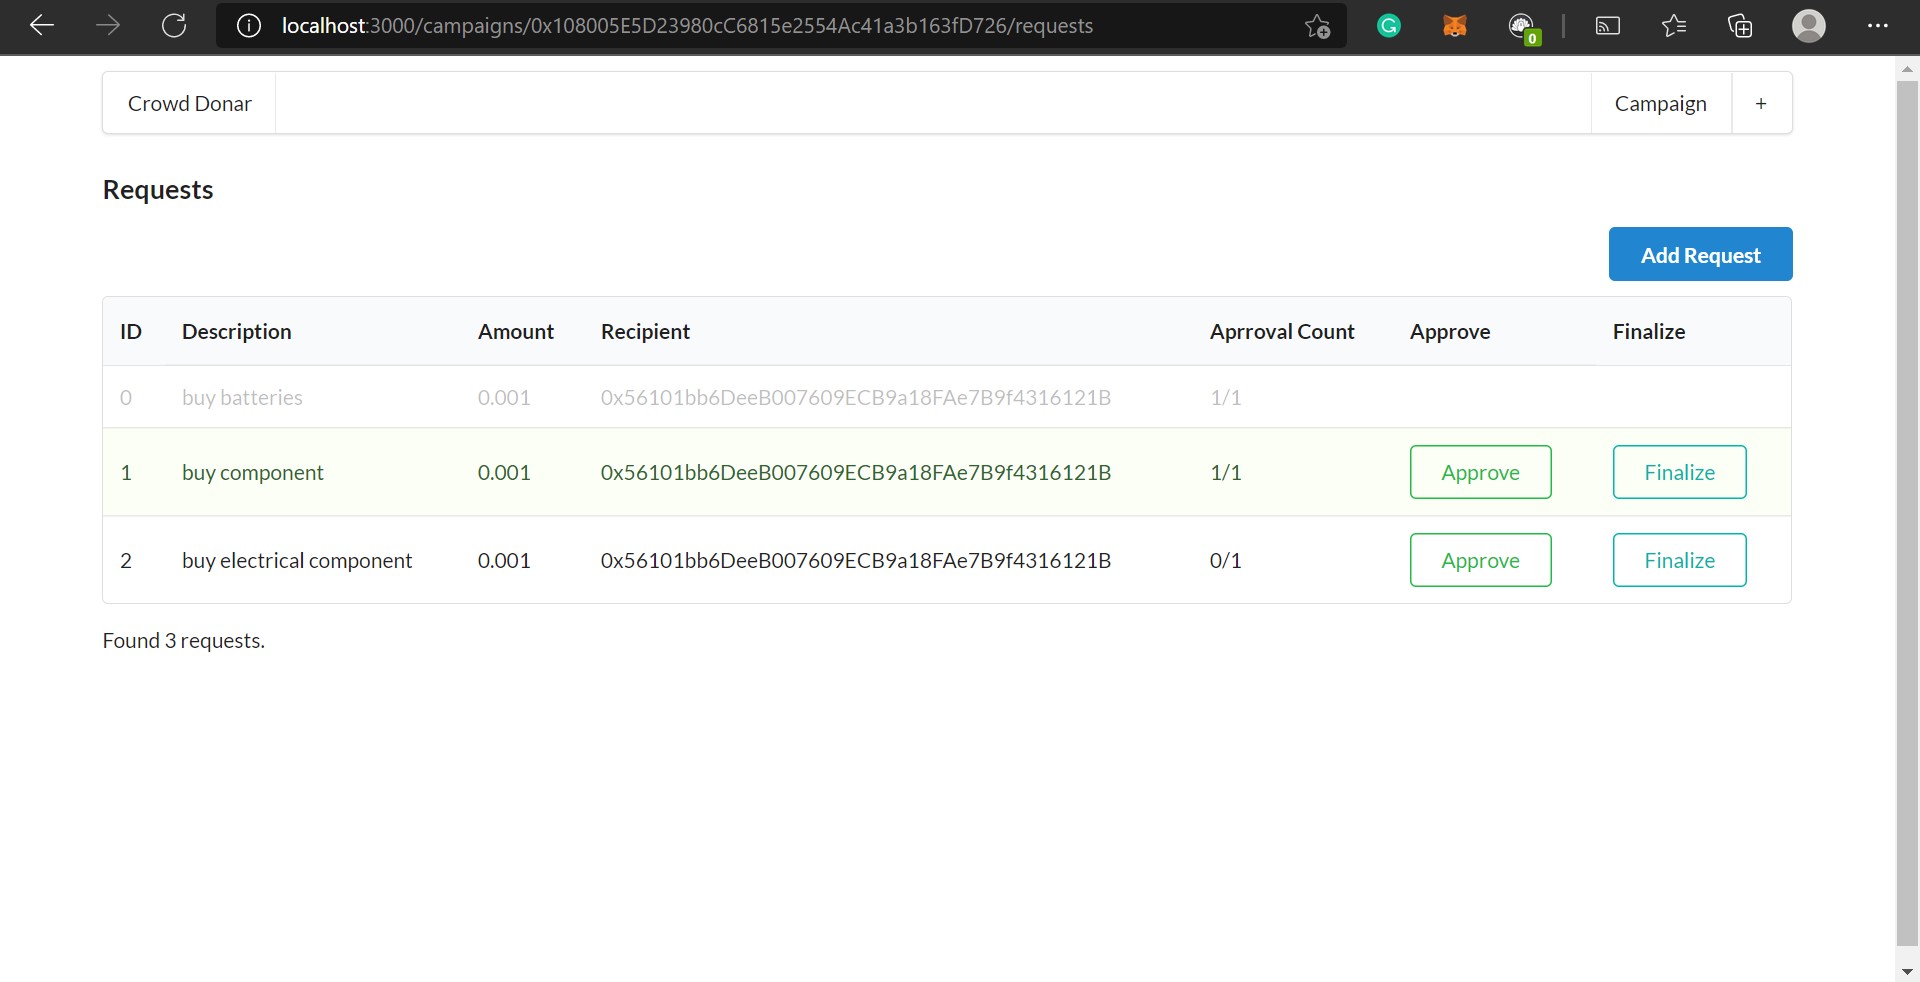 localhost:3000/campaigns/0x108005E5D23980cC6815e2554Ac41a3b163fD726/requests
G
0
Crowd Donar Campaign +
Requests
Add Request
ID Description Amount Recipient Aprroval Count Approve Finalize
0 buy batteries 0.001 0x56101bb6DeeB007609ECB9a18FAe7B9f4316121B 1/1
1 buy component 0.001 0x56101bb6DeeB007609ECB9a18FAe7B9f4316121B 1/1 Approve Finalize
2 buy electrical component 0.001 0x56101bb6DeeB007609ECB9a18FAe7B9f4316121B 0/1 Approve Finalize
Found 3 requests.